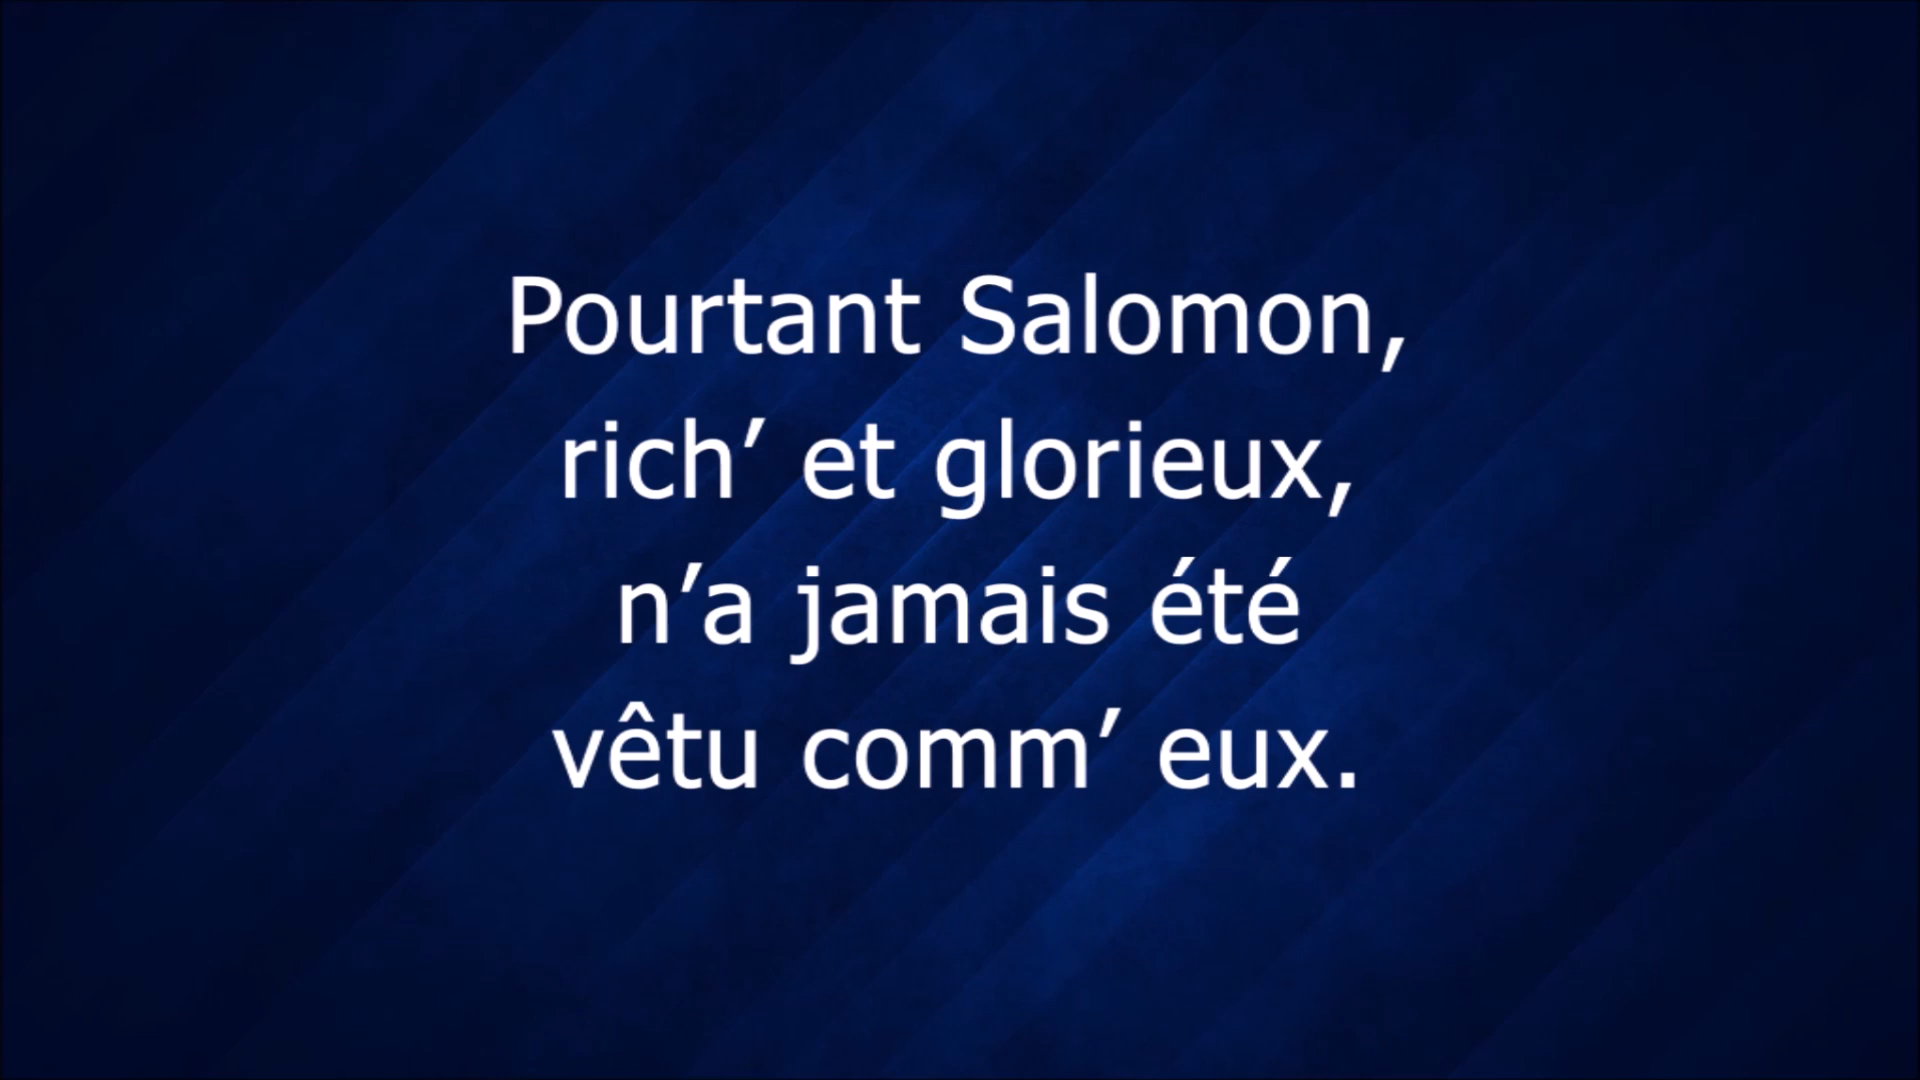 Pourtant Salomon,
rich’ et glorieux,
n’a jamais été
vêtu comm’ eux.